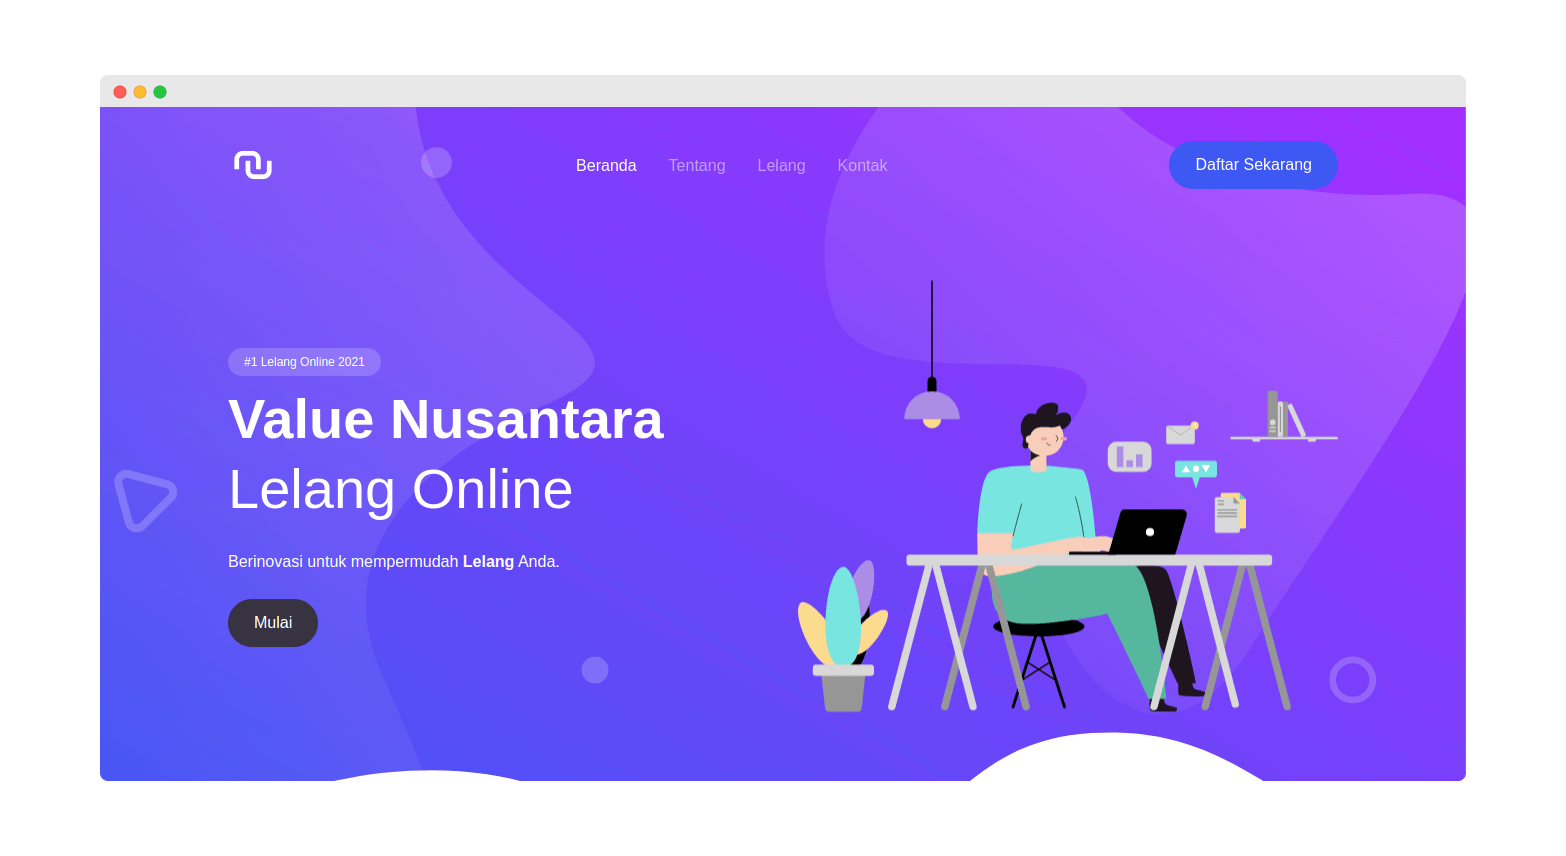 Beranda Tentang Lelang Kontak Daftar Sekarang
#1 Lelang Online 2021
Value Nusantara
Lelang Online
Berinovasi untuk mempermudah Lelang Anda.
Mulai